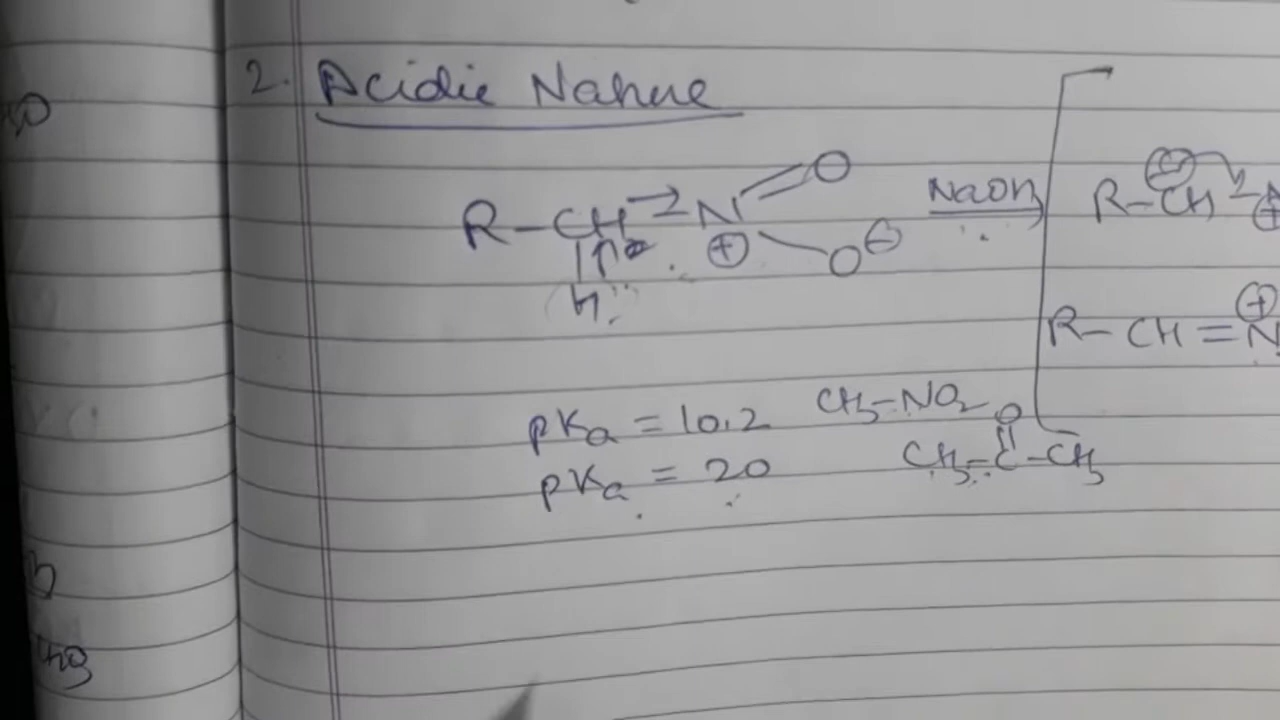 2. Acidic Nature
R-CH→N=O
⊕ O⊖
H
NaOH
R-CH
⊕
R-CH=N
pKa = 10.2 CH3-NO2
O
pKa = 20 CH3-C-CH3